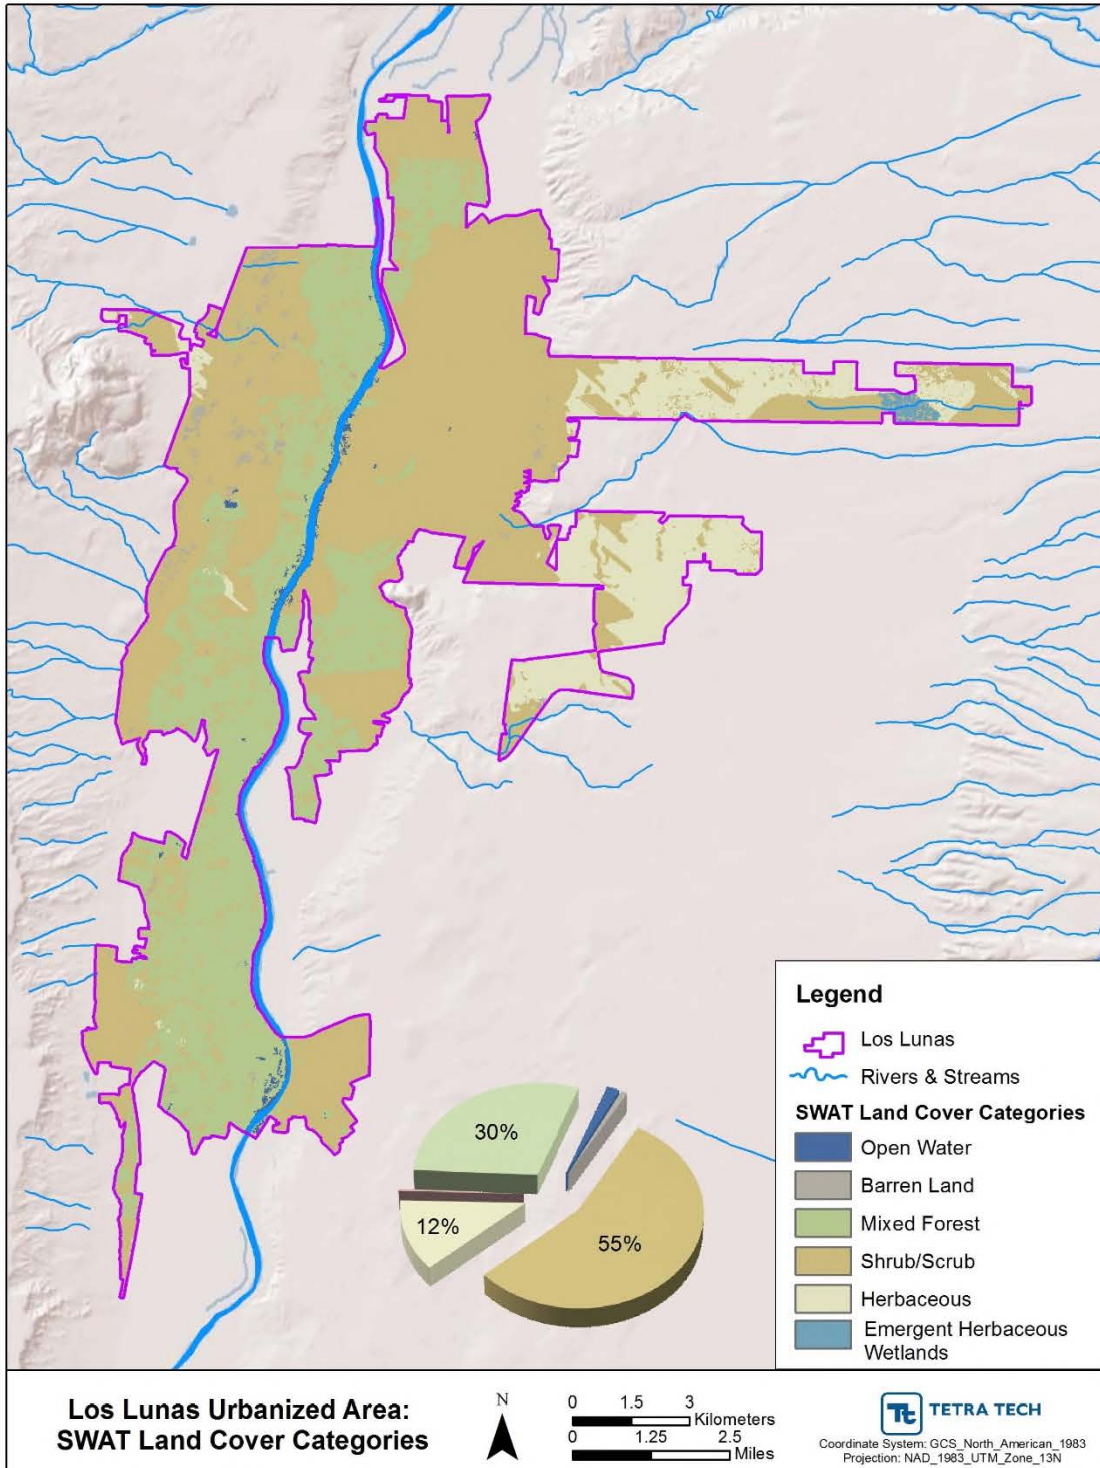 30%
12%
55%
Legend
Los Lunas
Rivers & Streams
SWAT Land Cover Categories
Open Water
Barren Land
Mixed Forest
Shrub/Scrub
Herbaceous
Emergent Herbaceous
Wetlands
Los Lunas Urbanized Area:
SWAT Land Cover Categories
N
0 1.5 3
Kilometers
0 1.25 2.5
Miles
Tt TETRA TECH
Coordinate System: GCS_North_American_1983
Projection: NAD_1983_UTM_Zone_13N